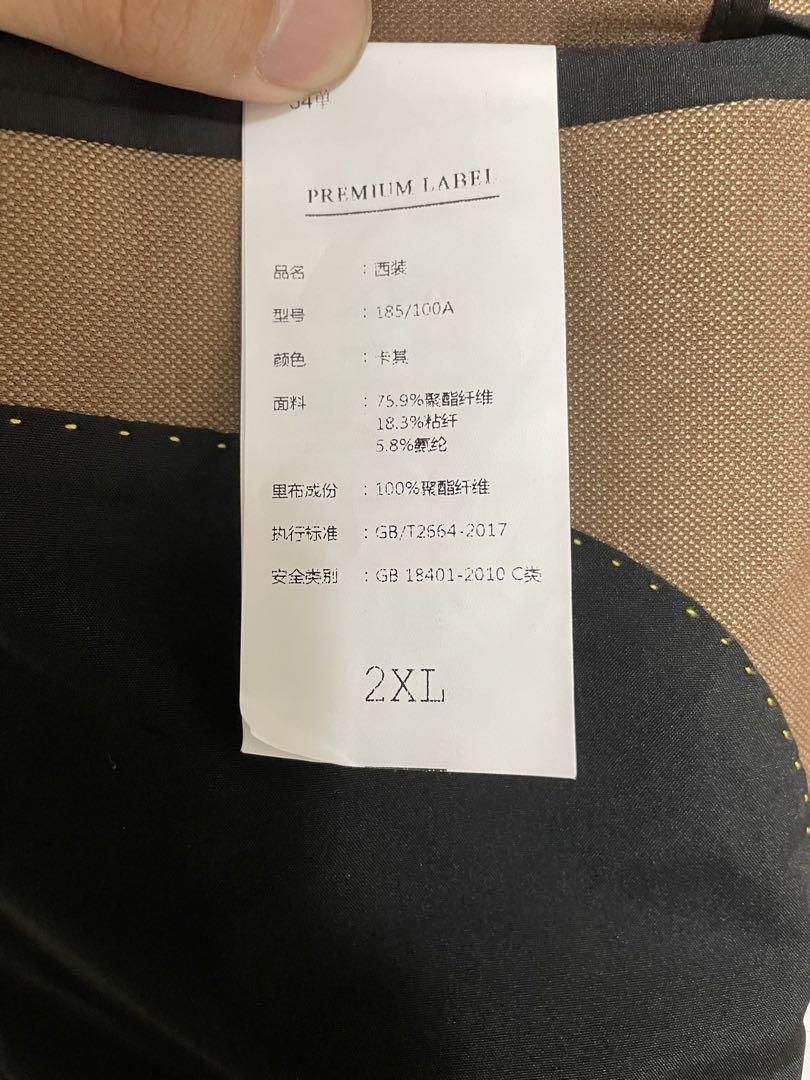 PREMIUM LABEL
品名 : 西装
型号 : 185/100A
颜色 : 卡其
面料 : 75.9%聚酯纤维
18.3%粘纤
5.8%氨纶
里布成份 : 100%聚酯纤维
执行标准 : GB/T2664-2017
安全类别 : GB 18401-2010 C类
2XL